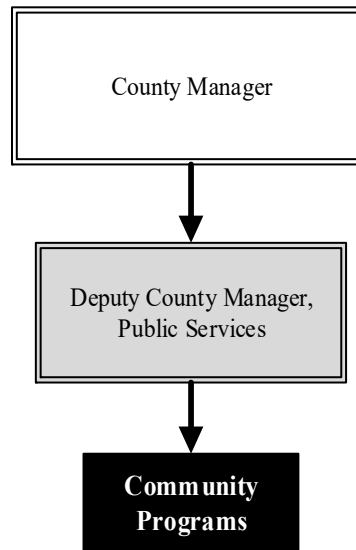 County Manager
Deputy County Manager,
Public Services
Community
Programs